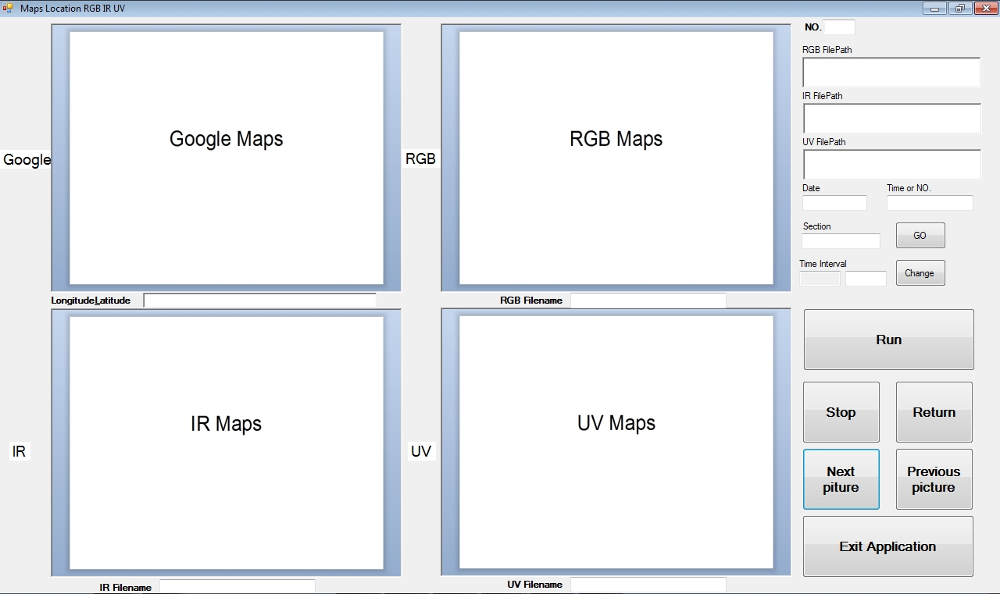 Maps Location RGB IR UV
Google
Google Maps
RGB
RGB Maps
Longitude_Latitude
RGB Filename
IR
IR Maps
UV
UV Maps
IR Filename
UV Filename
NO.
RGB FilePath
IR FilePath
UV FilePath
Date
Time or NO.
Section
GO
Time Interval
Change
Run
Stop
Return
Next
piture
Previous
picture
Exit Application